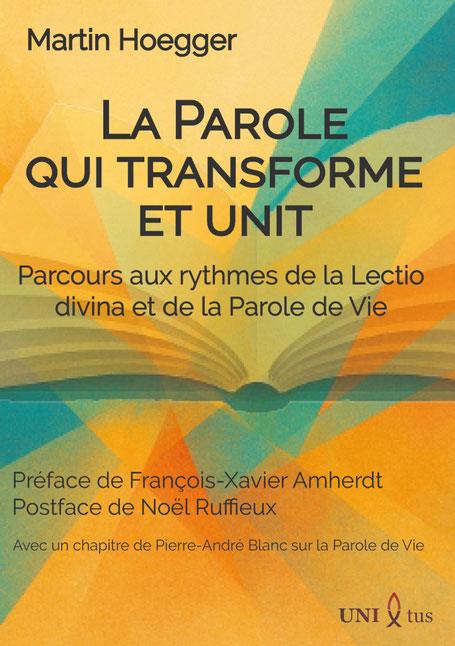 Martin Hoegger
LA PAROLE
QUI TRANSFORME
ET UNIT
Parcours aux rythmes de la Lectio
divina et de la Parole de Vie
Préface de François-Xavier Amherdt
Postface de Noël Ruffieux
Avec un chapitre de Pierre-André Blanc sur la Parole de Vie
UNI tus